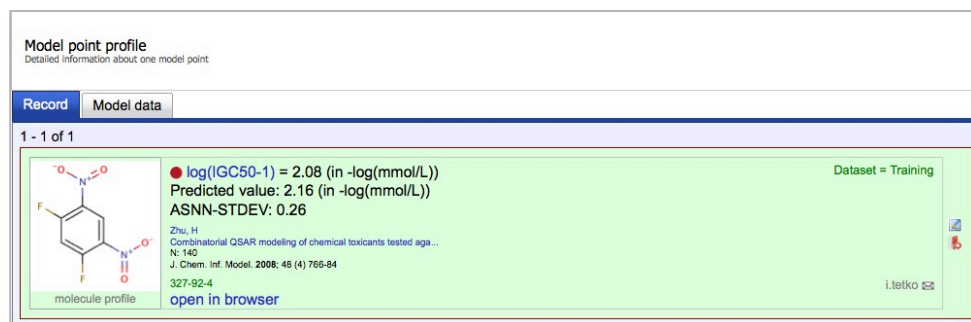 Model point profile
Detailed information about one model point
Record Model data
1 - 1 of 1
⁻O O
N⁺
F
N⁺ O⁻
F O
molecule profile
log(IGC50-1) = 2.08 (in -log(mmol/L))
Predicted value: 2.16 (in -log(mmol/L))
ASNN-STDEV: 0.26
Zhu, H
Combinatorial QSAR modeling of chemical toxicants tested aga...
N: 140
J. Chem. Inf. Model. 2008; 48 (4) 766-84
327-92-4
open in browser
Dataset = Training
i.tetko